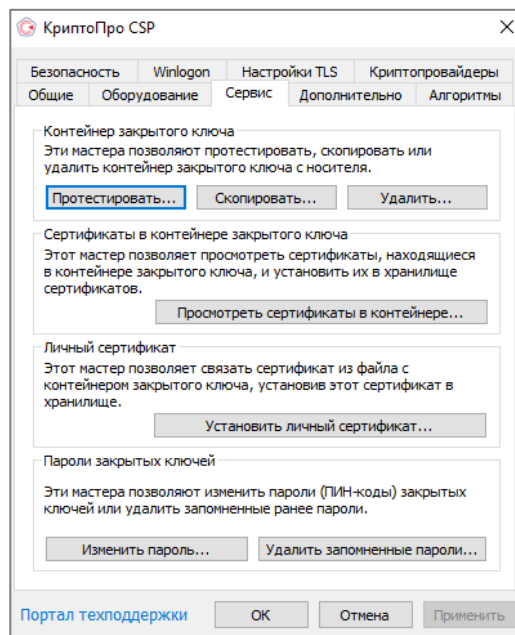 КриптоПро CSP
Безопасность Winlogon Настройки TLS Криптопровайдеры
Общие Оборудование Сервис Дополнительно Алгоритмы
Контейнер закрытого ключа
Эти мастера позволяют протестировать, скопировать или
удалить контейнер закрытого ключа с носителя.
Протестировать... Скопировать... Удалить...
Сертификаты в контейнере закрытого ключа
Этот мастер позволяет просмотреть сертификаты, находящиеся
в контейнере закрытого ключа, и установить их в хранилище
сертификатов.
Просмотреть сертификаты в контейнере...
Личный сертификат
Этот мастер позволяет связать сертификат из файла с
контейнером закрытого ключа, установив этот сертификат в
хранилище.
Установить личный сертификат...
Пароли закрытых ключей
Эти мастера позволяют изменить пароли (ПИН-коды) закрытых
ключей или удалить запомненные ранее пароли.
Изменить пароль... Удалить запомненные пароли...
Портал техподдержки ОК Отмена Применить